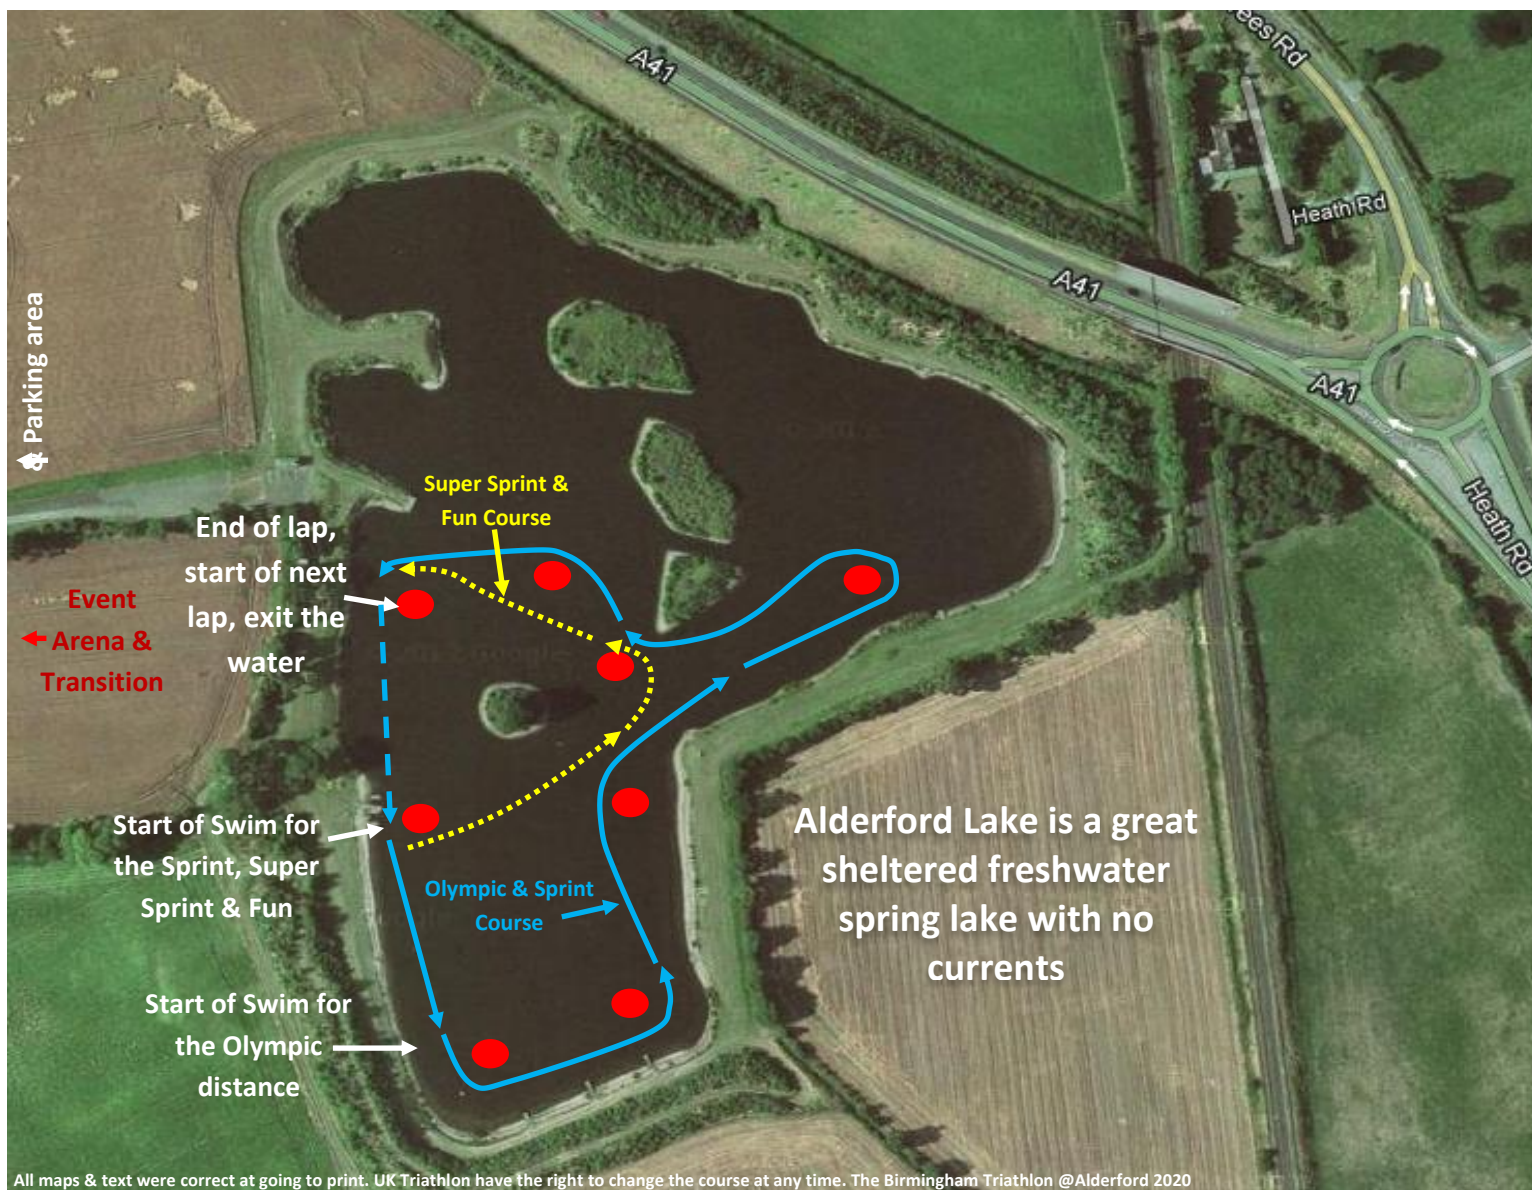 A41
ees Rd
Heath Rd
A41
A41
Heath Rd
& Parking area
Super Sprint &
Fun Course
End of lap,
start of next
lap, exit the
water
Event
Arena &
Transition
Start of Swim for
the Sprint, Super
Sprint & Fun
Olympic & Sprint
Course
Alderford Lake is a great
sheltered freshwater
spring lake with no
currents
Start of Swim for
the Olympic
distance
All maps & text were correct at going to print. UK Triathlon have the right to change the course at any time. The Birmingham Triathlon @Alderford 2020